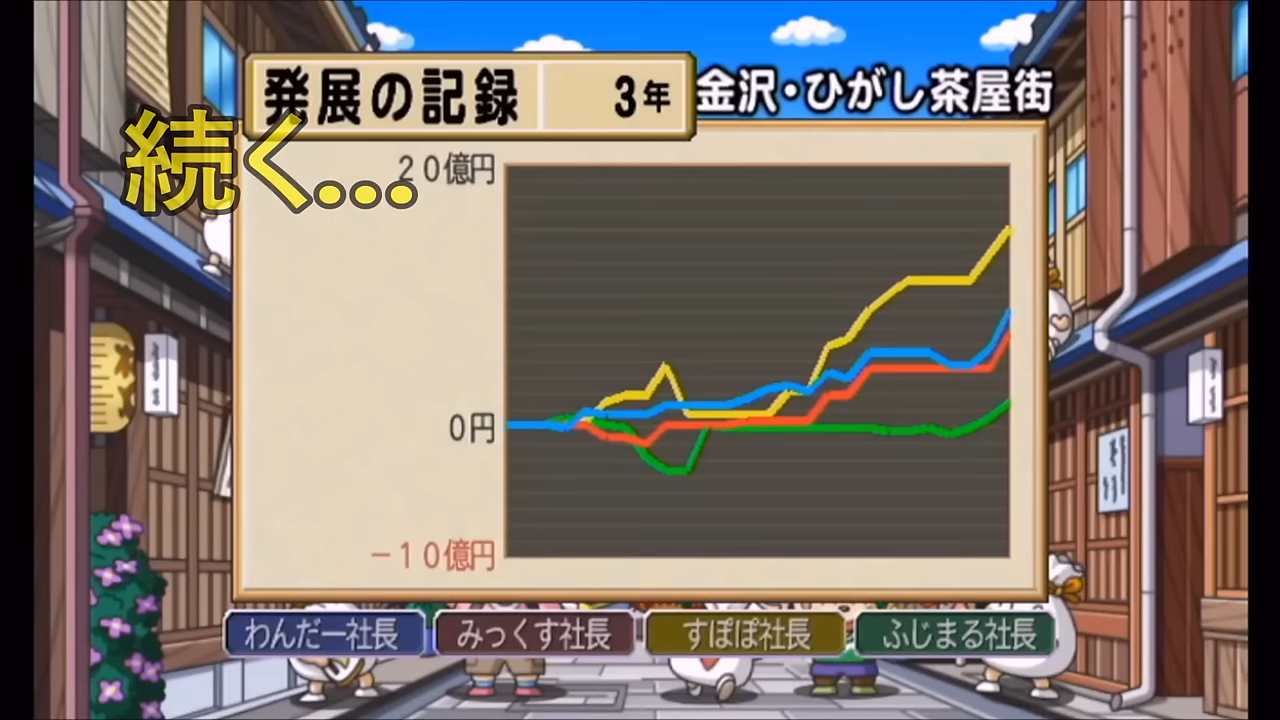 発展の記録 3年
金沢・ひがし茶屋街
続く...
20億円
0円
-10億円
わんだー社長 みっくす社長 すぽぽ社長 ふじまる社長